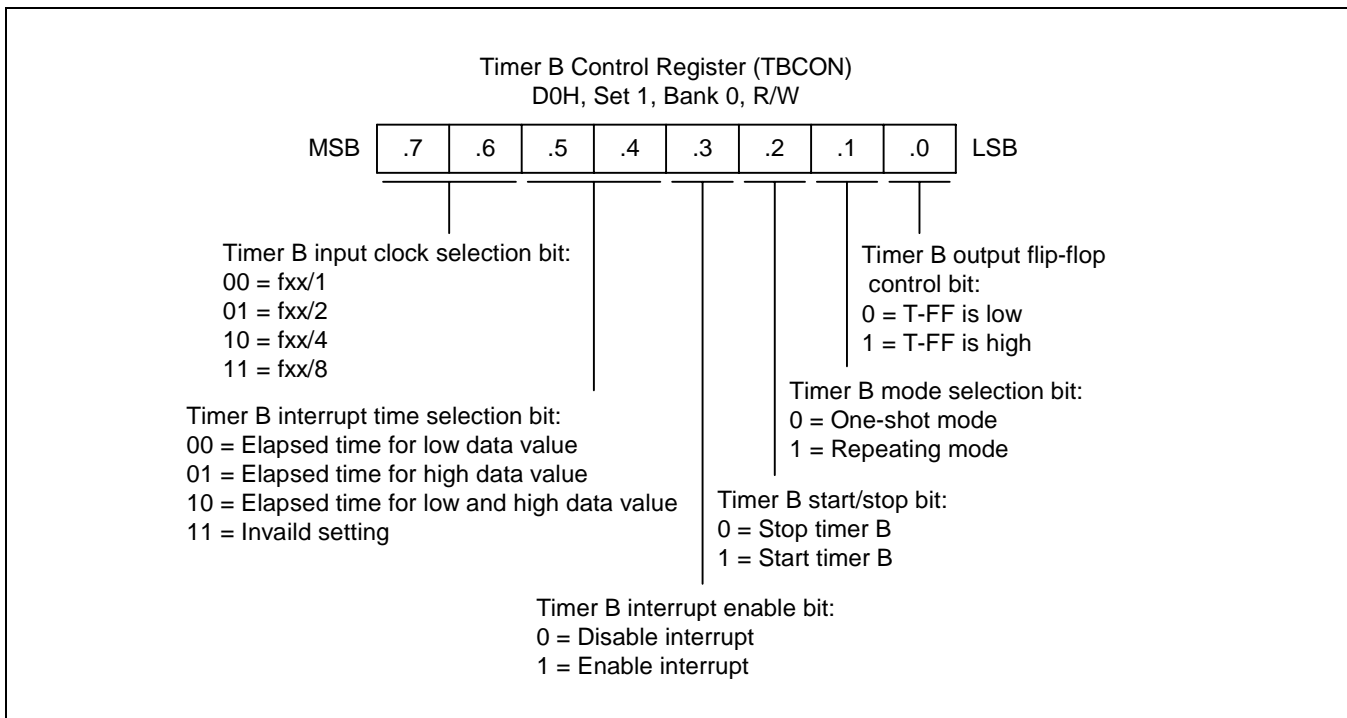 Timer B Control Register (TBCON)
D0H, Set 1, Bank 0, R/W
MSB .7 .6 .5 .4 .3 .2 .1 .0 LSB
Timer B input clock selection bit:
00 = fxx/1
01 = fxx/2
10 = fxx/4
11 = fxx/8
Timer B output flip-flop
control bit:
0 = T-FF is low
1 = T-FF is high
Timer B interrupt time selection bit:
00 = Elapsed time for low data value
01 = Elapsed time for high data value
10 = Elapsed time for low and high data value
11 = Invaild setting
Timer B mode selection bit:
0 = One-shot mode
1 = Repeating mode
Timer B start/stop bit:
0 = Stop timer B
1 = Start timer B
Timer B interrupt enable bit:
0 = Disable interrupt
1 = Enable interrupt